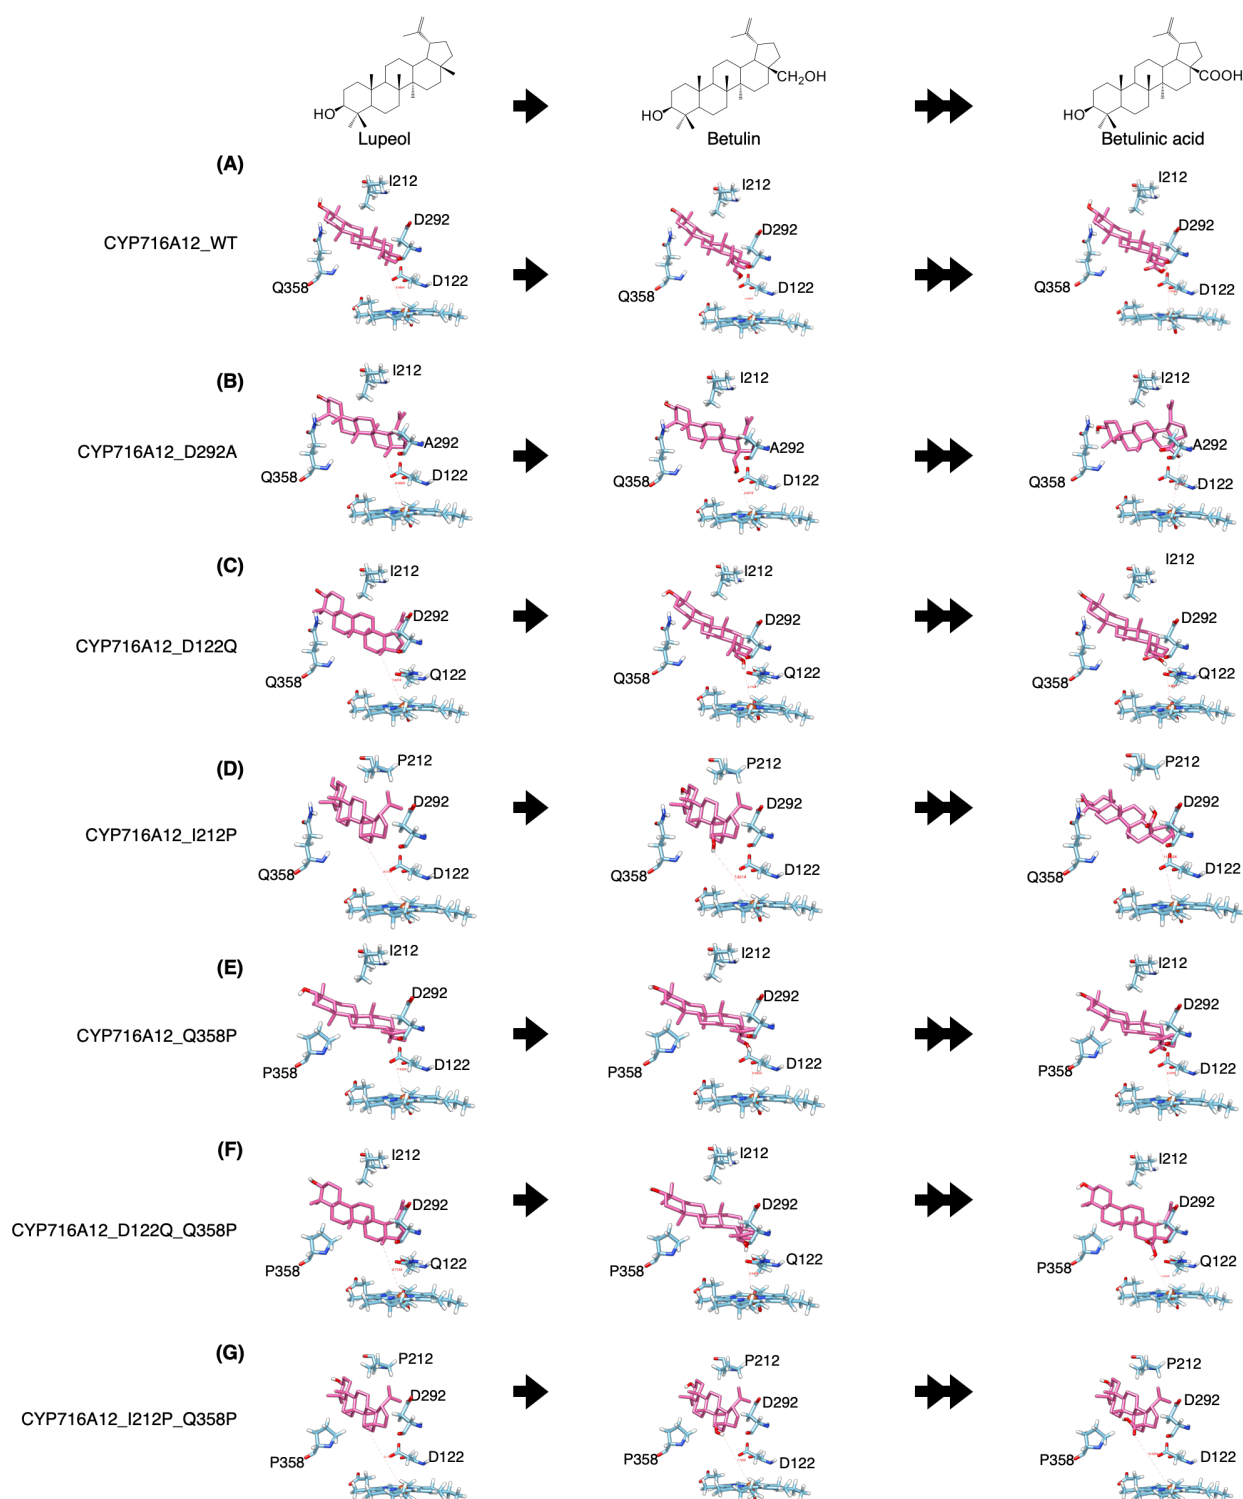 HO
Lupeol
CH₂OH
HO
Betulin
COOH
HO
Betulinic acid
(A)
CYP716A12_WT
I212
D292
Q358
D122
I212
D292
Q358
D122
I212
D292
Q358
D122
(B)
CYP716A12_D292A
I212
A292
Q358
D122
I212
A292
Q358
D122
I212
A292
Q358
D122
(C)
CYP716A12_D122Q
I212
D292
Q358
Q122
I212
D292
Q358
Q122
I212
D292
Q358
Q122
(D)
CYP716A12_I212P
P212
D292
Q358
D122
P212
D292
Q358
D122
P212
D292
Q358
D122
(E)
CYP716A12_Q358P
I212
D292
P358
D122
I212
D292
P358
D122
I212
D292
P358
D122
(F)
CYP716A12_D122Q_Q358P
I212
D292
P358
Q122
I212
D292
P358
Q122
I212
D292
P358
Q122
(G)
CYP716A12_I212P_Q358P
P212
D292
P358
D122
P212
D292
P358
D122
P212
D292
P358
D122